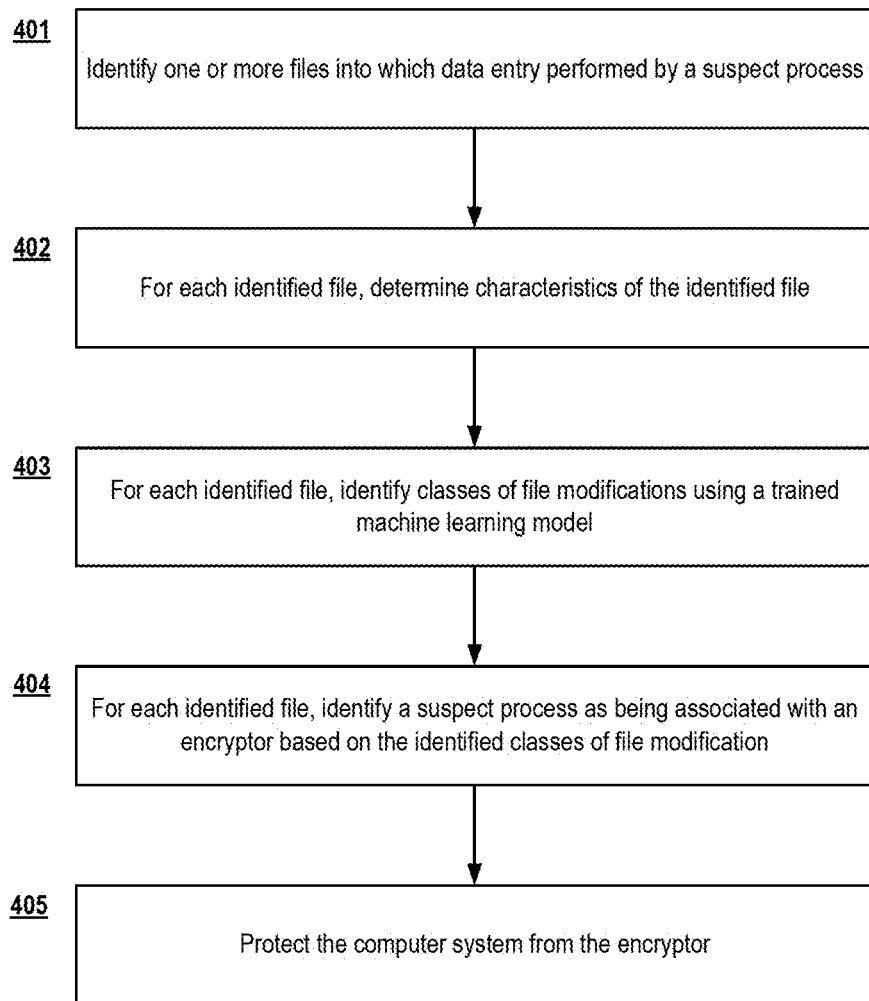 401
Identify one or more files into which data entry performed by a suspect process
402
For each identified file, determine characteristics of the identified file
403
For each identified file, identify classes of file modifications using a trained
machine learning model
404
For each identified file, identify a suspect process as being associated with an
encryptor based on the identified classes of file modification
405
Protect the computer system from the encryptor